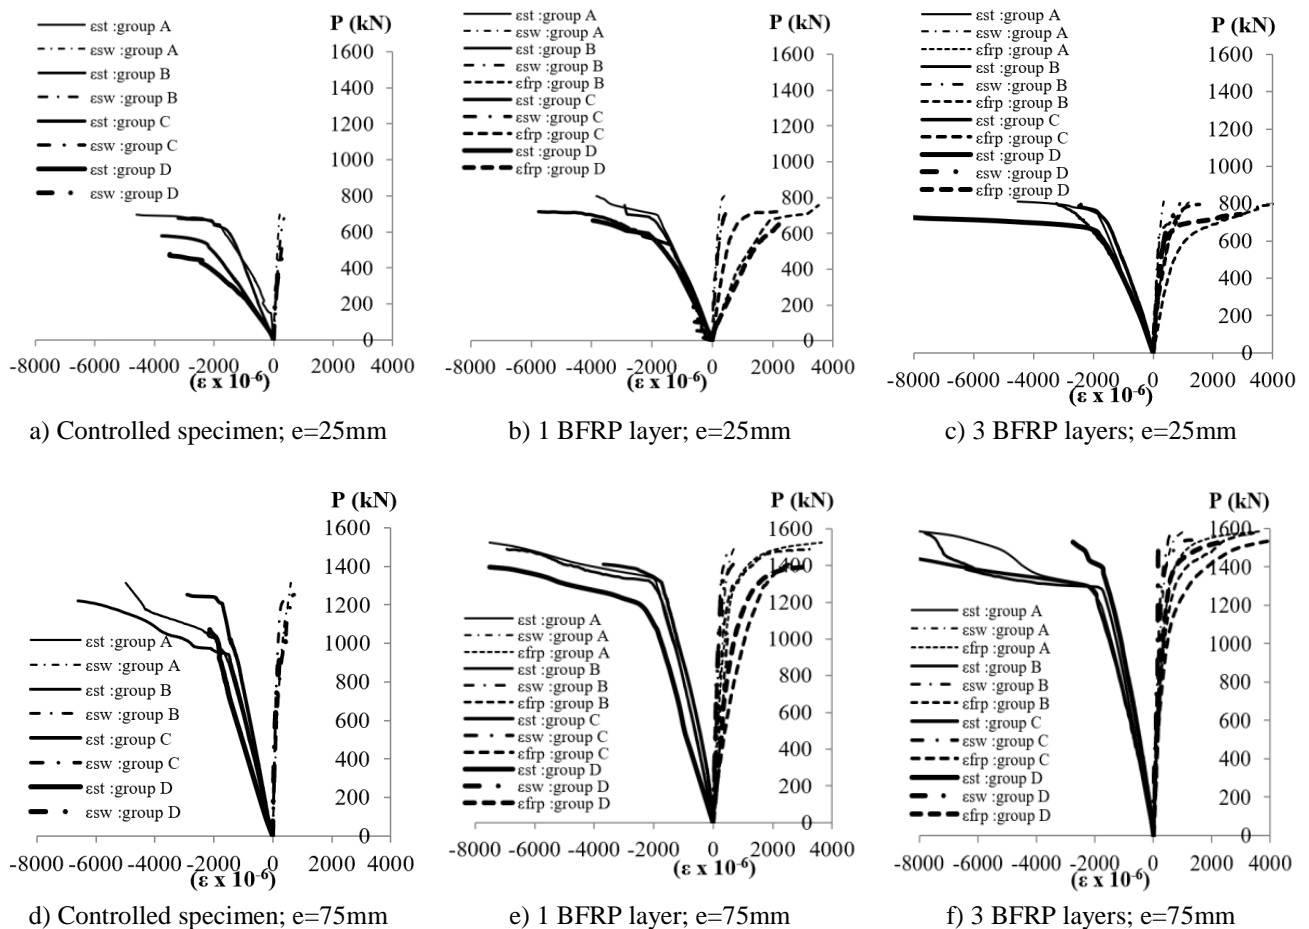 P (kN)
εst :group A
εsw :group A
εst :group B
εsw :group B
εst :group C
εsw :group C
εst :group D
εsw :group D
1600
1400
1200
1000
800
600
400
200
0
-8000 -6000 -4000 -2000 0 2000 4000
(ε x 10⁻⁶)
a) Controlled specimen; e=25mm
P (kN)
εst :group A
εsw :group A
εst :group B
εsw :group B
εfrp :group B
εst :group C
εsw :group C
εfrp :group C
εst :group D
εfrp :group D
1600
1400
1200
1000
800
600
400
200
0
-8000 -6000 -4000 -2000 0 2000 4000
(ε x 10⁻⁶)
b) 1 BFRP layer; e=25mm
P (kN)
εst :group A
εsw :group A
εfrp :group A
εst :group B
εsw :group B
εfrp :group B
εst :group C
εfrp :group C
εst :group D
εsw :group D
εfrp :group D
1600
1400
1200
1000
800
600
400
200
0
-8000 -6000 -4000 -2000 0 2000 4000
(ε x 10⁻⁶)
c) 3 BFRP layers; e=25mm
P (kN)
1600
1400
1200
1000
800
600
400
200
0
εst :group A
εsw :group A
εst :group B
εsw :group B
εst :group C
εsw :group C
εst :group D
εsw :group D
-8000 -6000 -4000 -2000 0 2000 4000
(ε x 10⁻⁶)
d) Controlled specimen; e=75mm
P (kN)
1600
1400
1200
1000
800
600
400
200
0
εst :group A
εsw :group A
εfrp :group A
εst :group B
εsw :group B
εfrp :group B
εst :group C
εsw :group C
εfrp :group C
εst :group D
εsw :group D
εfrp :group D
-8000 -6000 -4000 -2000 0 2000 4000
(ε x 10⁻⁶)
e) 1 BFRP layer; e=75mm
P (kN)
1600
1400
1200
1000
800
600
400
200
0
εst :group A
εsw :group A
εfrp :group A
εst :group B
εsw :group B
εfrp :group B
εst :group C
εsw :group C
εfrp :group C
εst :group D
εsw :group D
εfrp :group D
-8000 -6000 -4000 -2000 0 2000 4000
(ε x 10⁻⁶)
f) 3 BFRP layers; e=75mm